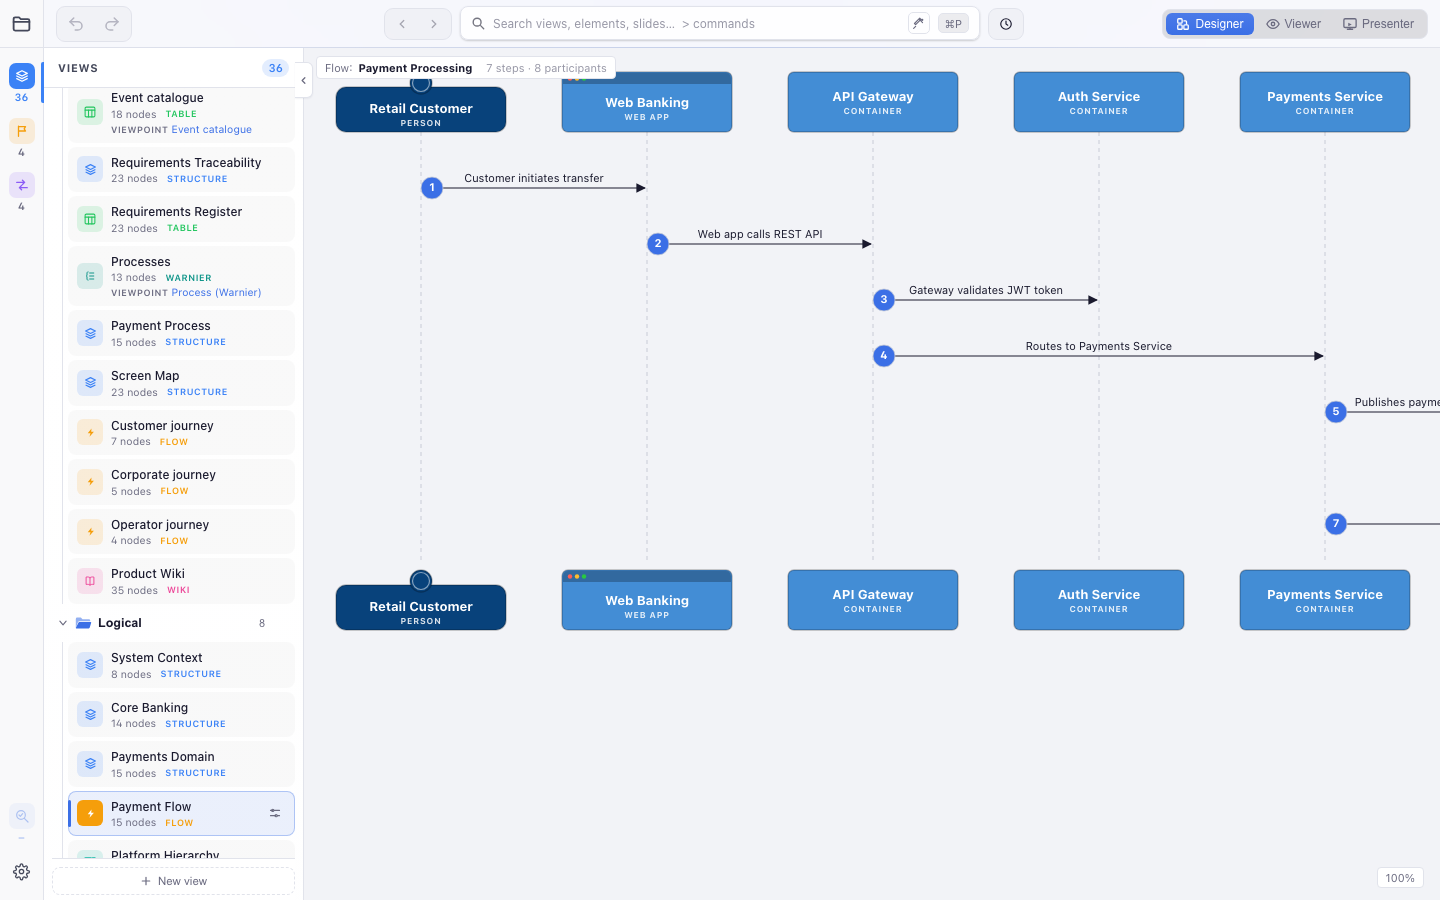 Search views, elements, slides... > commands
⌘P
Designer
Viewer
Presenter
36
4
4
VIEWS
36
Event catalogue
18 nodes TABLE
VIEWPOINT Event catalogue
Requirements Traceability
23 nodes STRUCTURE
Requirements Register
23 nodes TABLE
Processes
13 nodes WARNIER
VIEWPOINT Process (Warnier)
Payment Process
15 nodes STRUCTURE
Screen Map
23 nodes STRUCTURE
Customer journey
7 nodes FLOW
Corporate journey
5 nodes FLOW
Operator journey
4 nodes FLOW
Product Wiki
35 nodes WIKI
Logical 8
System Context
8 nodes STRUCTURE
Core Banking
14 nodes STRUCTURE
Payments Domain
15 nodes STRUCTURE
Payment Flow
15 nodes FLOW
Platform Hierarchy
+ New view
Flow: Payment Processing 7 steps · 8 participants
Retail Customer
PERSON
Web Banking
WEB APP
API Gateway
CONTAINER
Auth Service
CONTAINER
Payments Service
CONTAINER
1 Customer initiates transfer
2 Web app calls REST API
3 Gateway validates JWT token
4 Routes to Payments Service
5 Publishes payme
7
Retail Customer
PERSON
Web Banking
WEB APP
API Gateway
CONTAINER
Auth Service
CONTAINER
Payments Service
CONTAINER
100%